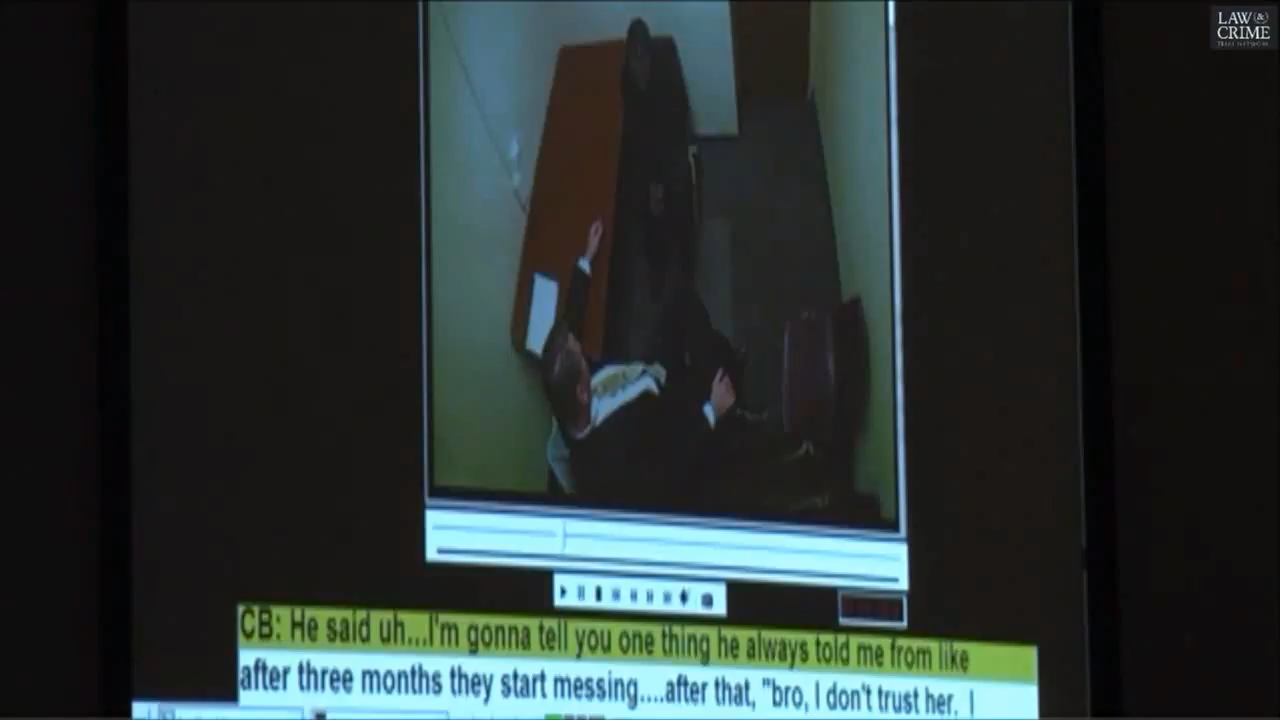 LAW & CRIME
CB: He said uh...I'm gonna tell you one thing he always told me from like
after three months they start messing....after that, "bro, I don't trust her. I